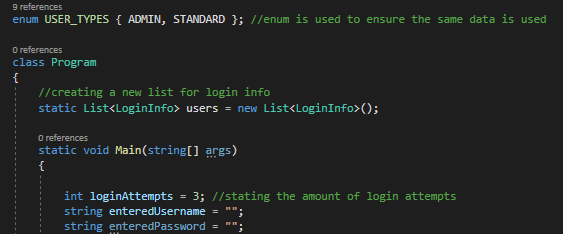 9 references
enum USER_TYPES { ADMIN, STANDARD }; //enum is used to ensure the same data is used
0 references
class Program
{
//creating a new list for login info
static List<LoginInfo> users = new List<LoginInfo>();
0 references
static void Main(string[] args)
{
int loginAttempts = 3; //stating the amount of login attempts
string enteredUsername = "";
string enteredPassword = "";